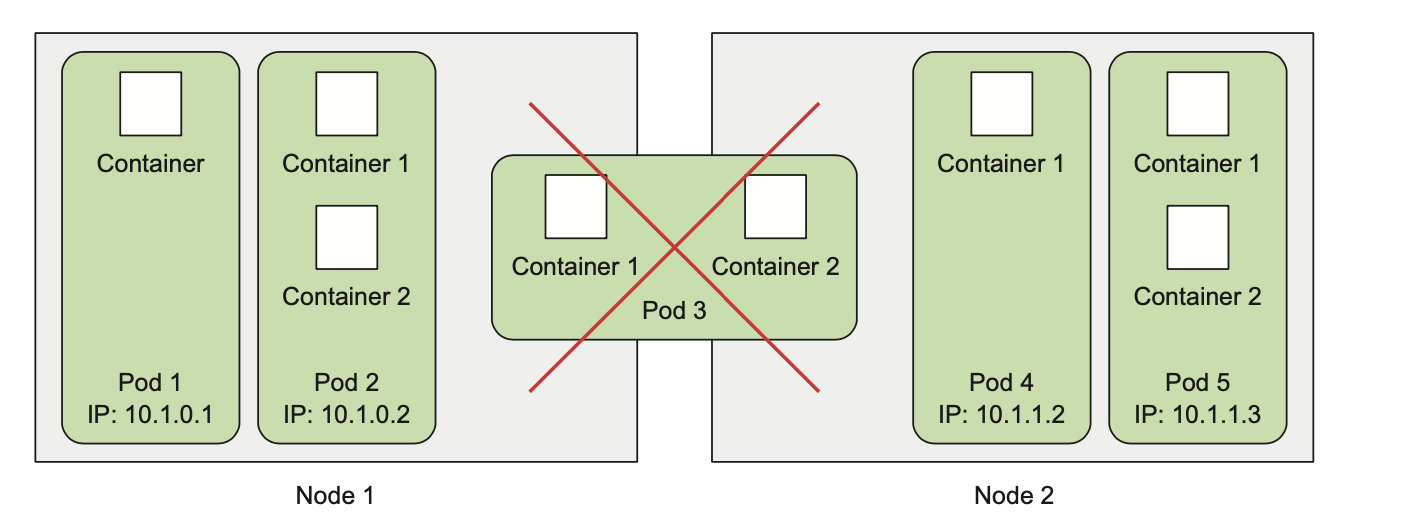 Container
Pod 1
IP: 10.1.0.1
Container 1
Container 2
Pod 2
IP: 10.1.0.2
Node 1
Container 1
Container 2
Pod 3
Container 1
Pod 4
IP: 10.1.1.2
Container 1
Container 2
Pod 5
IP: 10.1.1.3
Node 2